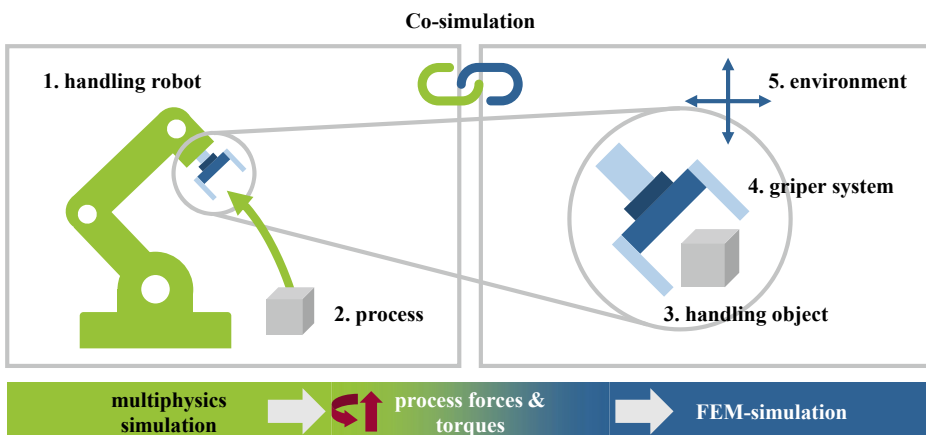 Co-simulation
1. handling robot
2. process
5. environment
4. griper system
3. handling object
multiphysics
simulation
process forces &
torques
FEM-simulation